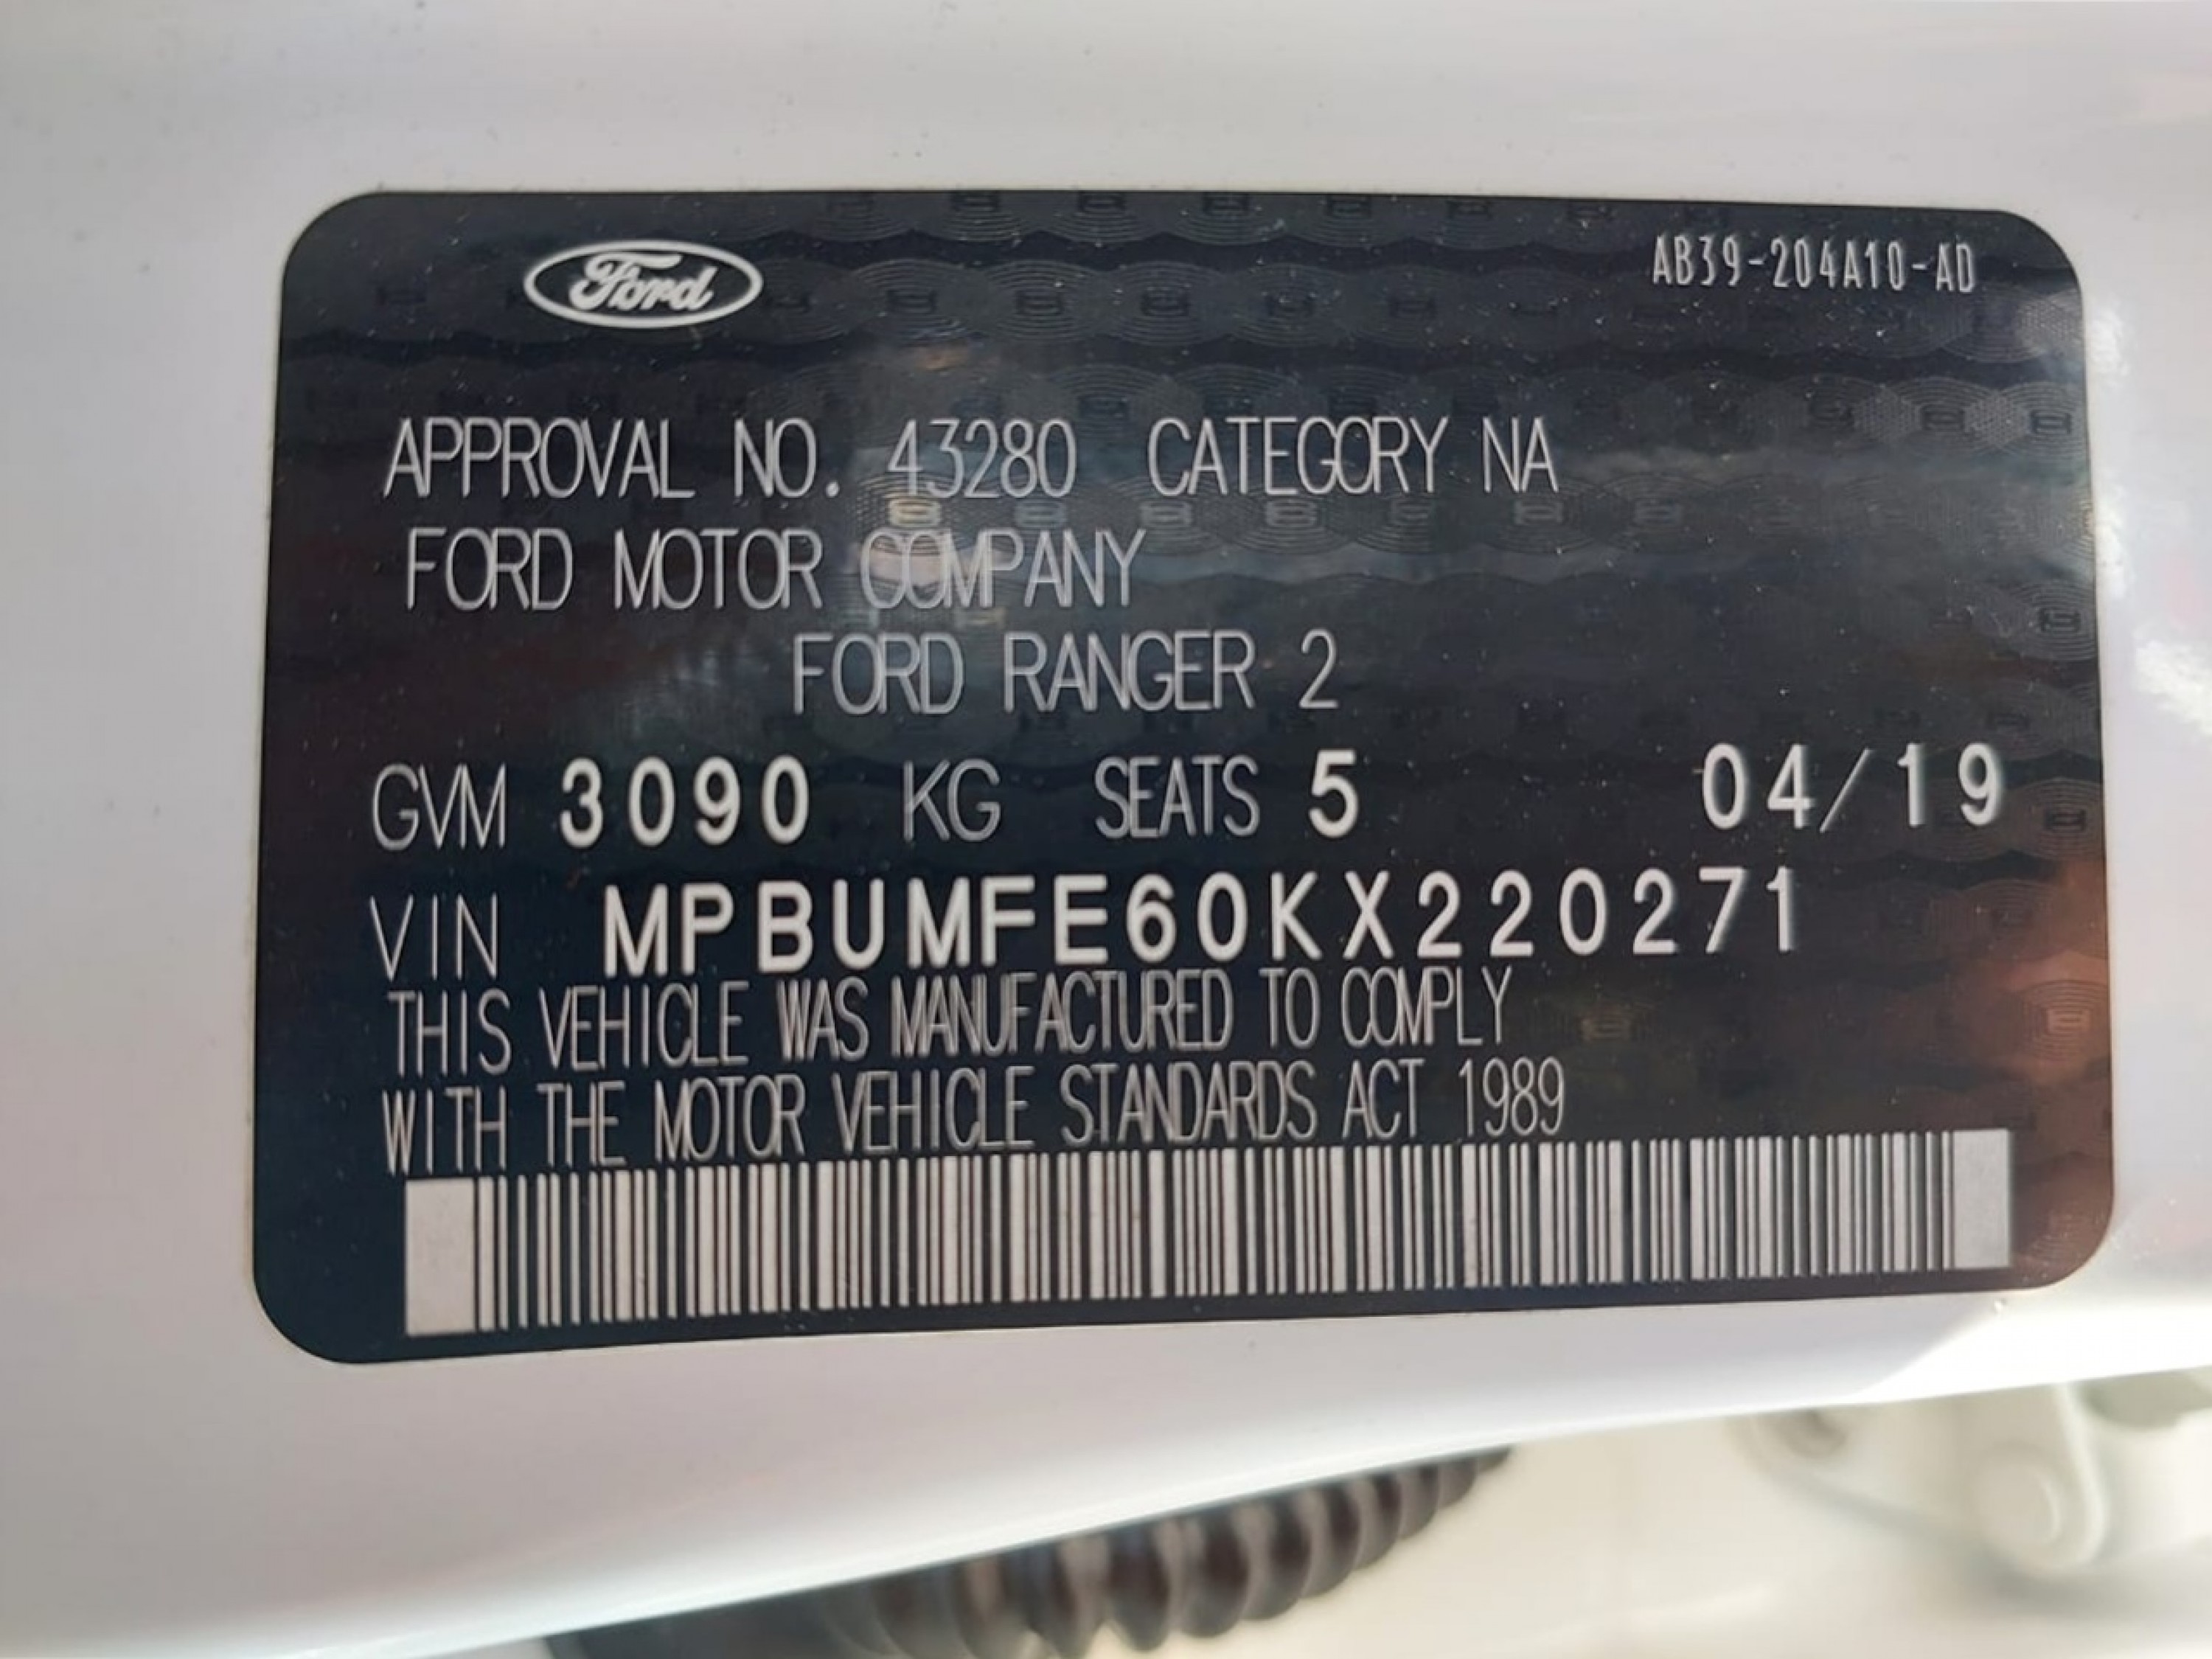 Ford
AB39-204A10-AD
APPROVAL NO. 43280 CATEGORY NA
FORD MOTOR COMPANY
FORD RANGER 2
GVM 3090 KG SEATS 5 04/19
VIN MPBUMFE60KX220271
THIS VEHICLE WAS MANUFACTURED TO COMPLY
WITH THE MOTOR VEHICLE STANDARDS ACT 1989